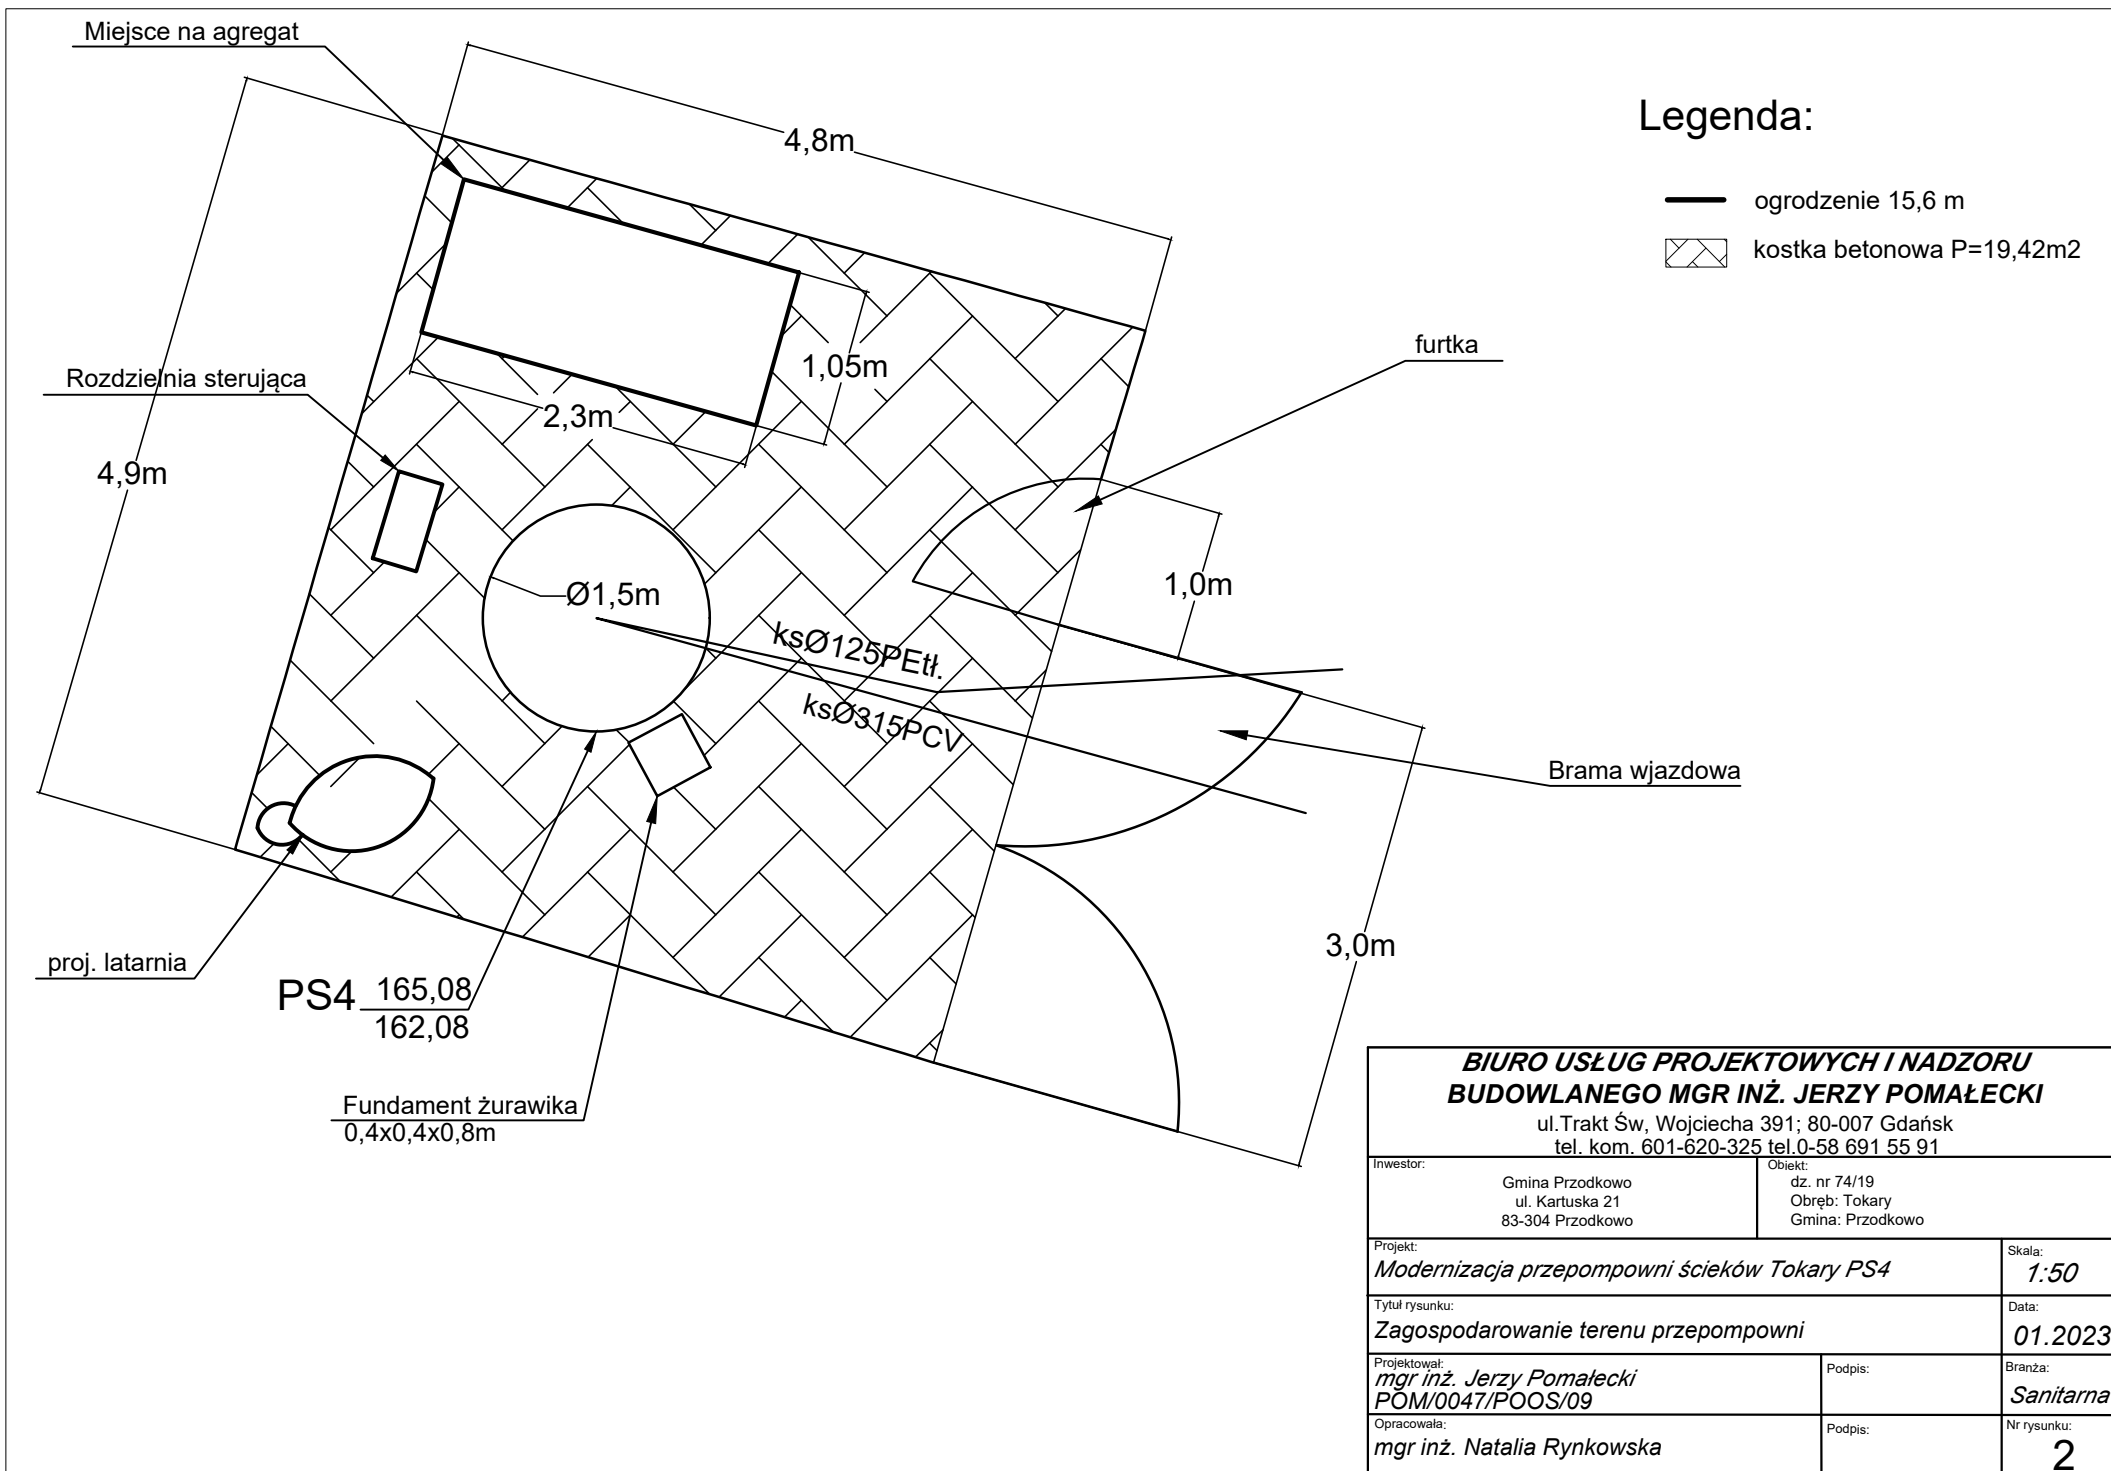 Miejsce na agregat
4,8m
Legenda:
ogrodzenie 15,6 m
kostka betonowa P=19,42m2
furtka
1,05m
Rozdzielnia sterująca
2,3m
4,9m
Ø1,5m
1,0m
ksØ125PEtł.
ksØ315PCV
Brama wjazdowa
3,0m
proj. latarnia
PS4 165,08
162,08
Fundament żurawika
0,4x0,4x0,8m
BIURO USŁUG PROJEKTOWYCH I NADZORU
BUDOWLANEGO MGR INŻ. JERZY POMAŁECKI
ul.Trakt Św, Wojciecha 391; 80-007 Gdańsk
tel. kom. 601-620-325 tel.0-58 691 55 91
Inwestor:
Gmina Przodkowo
ul. Kartuska 21
83-304 Przodkowo
Obiekt:
dz. nr 74/19
Obręb: Tokary
Gmina: Przodkowo
Projekt:
Modernizacja przepompowni ścieków Tokary PS4
Skala:
1:50
Tytuł rysunku:
Zagospodarowanie terenu przepompowni
Data:
01.2023
Projektował:
mgr inż. Jerzy Pomałecki
POM/0047/POOS/09
Podpis:
Branża:
Sanitarna
Opracowała:
mgr inż. Natalia Rynkowska
Podpis:
Nr rysunku:
2